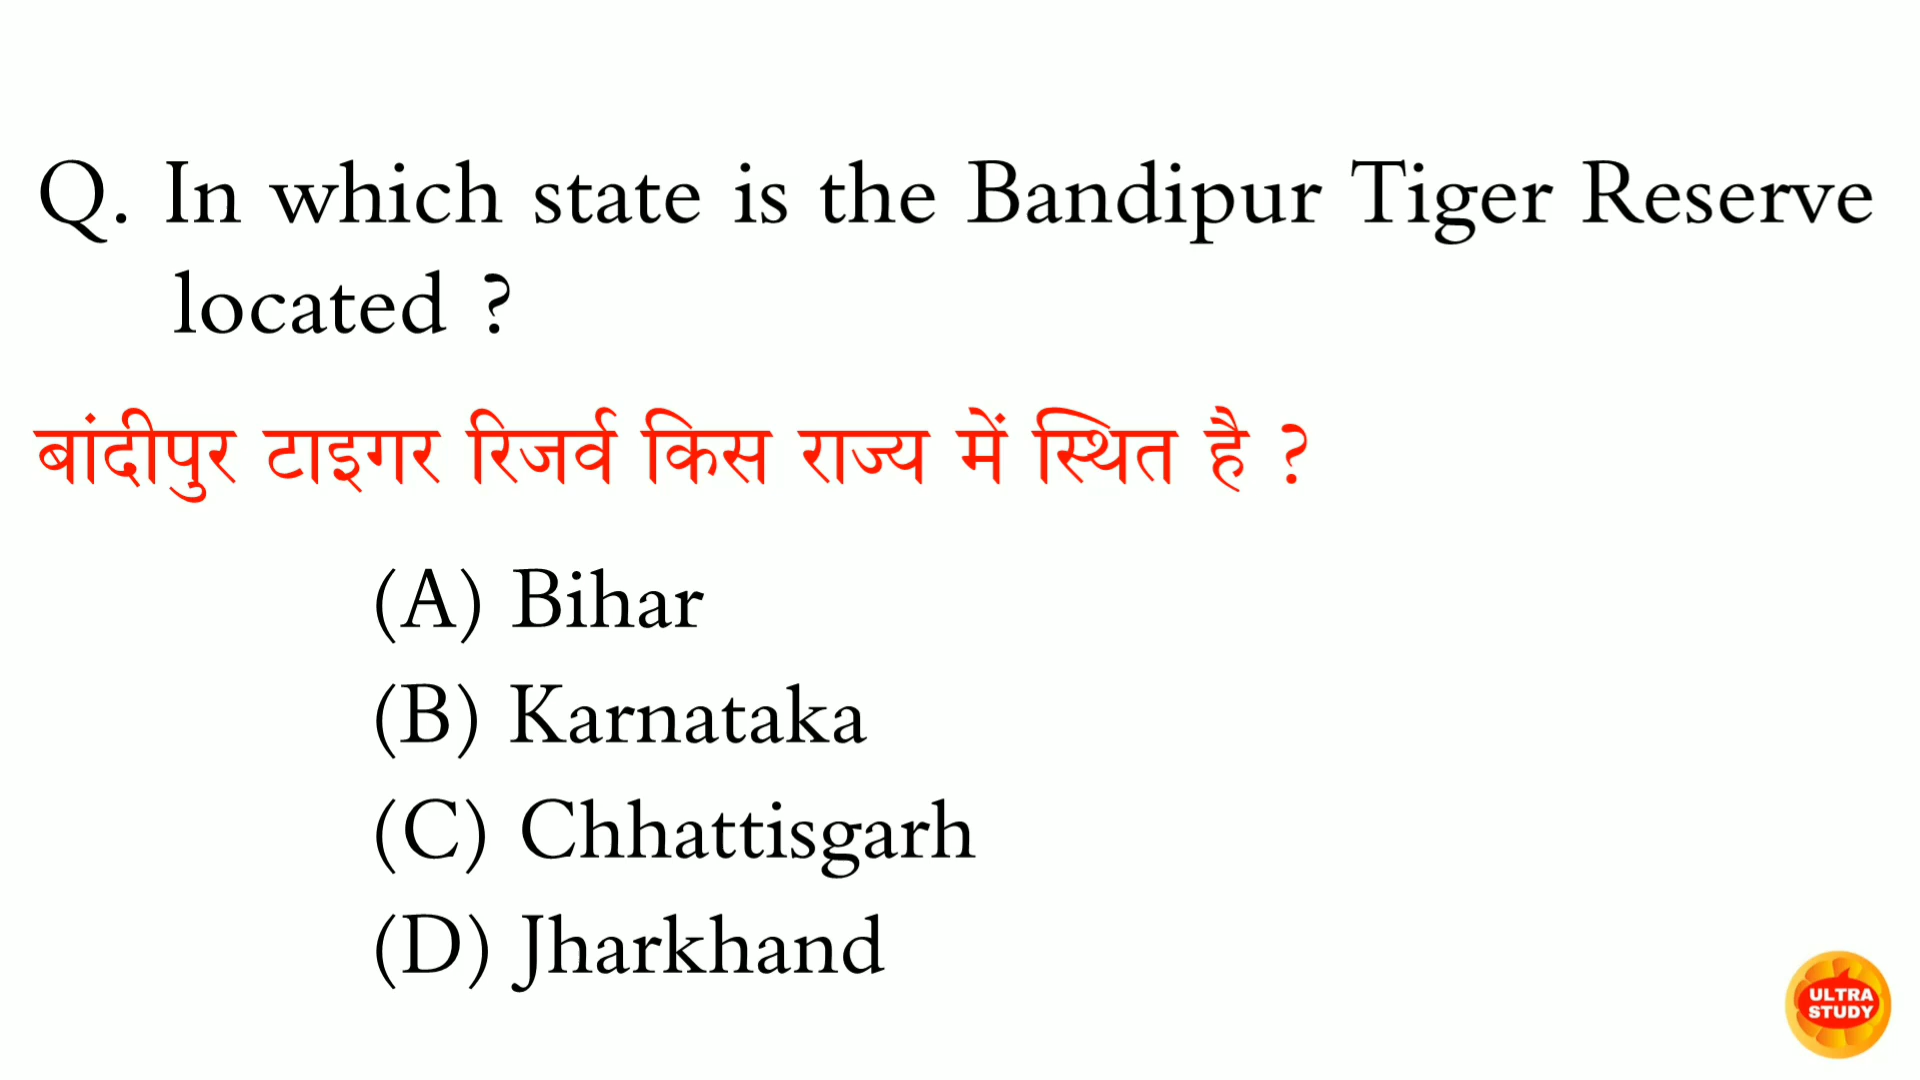 Q. In which state is the Bandipur Tiger Reserve
located ?
बांदीपुर टाइगर रिजर्व किस राज्य में स्थित है ?
(A) Bihar
(B) Karnataka
(C) Chhattisgarh
(D) Jharkhand
ULTRA
STUDY